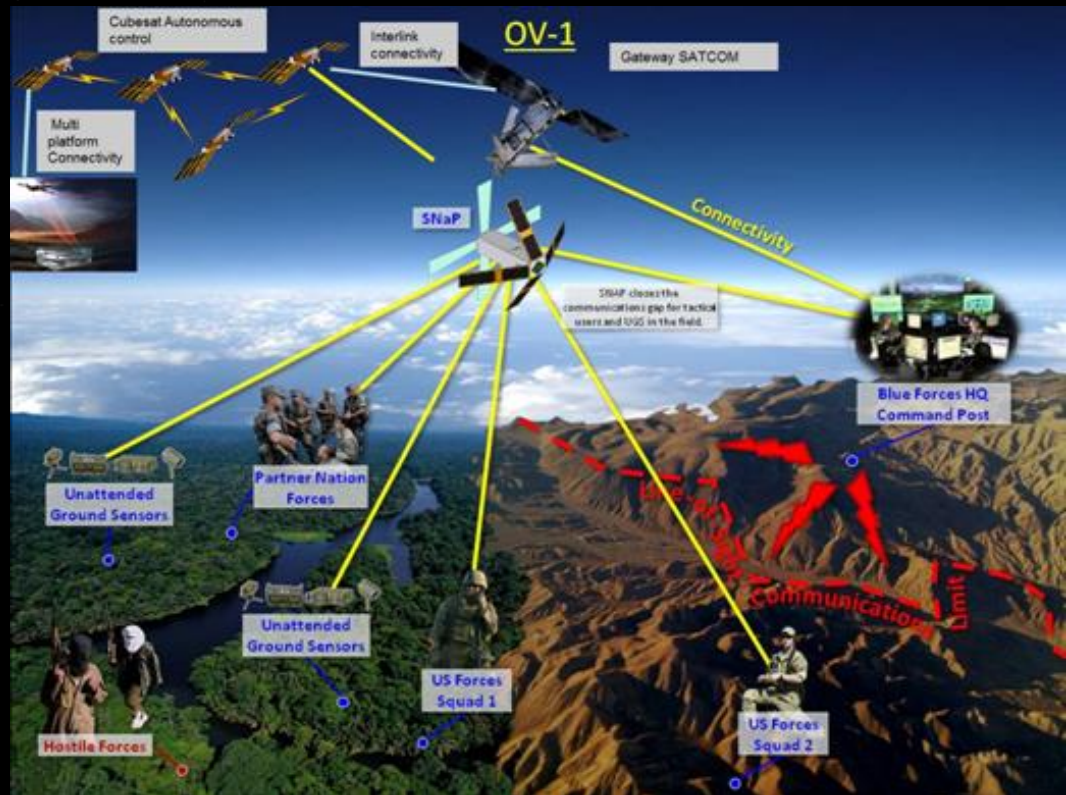 OV-1
Cubesat Autonomous
control
Interlink
connectivity
Gateway SATCOM
Multi
platform
Connectivity
SNaP
Connectivity
SNAP closes the
communications gap for tactical
users and UGS in the field.
Blue Forces HQ
Command Post
Partner Nation
Forces
Unattended
Ground Sensors
Line-of-Sight
Communications
Limit
Unattended
Ground Sensors
US Forces
Squad 1
US Forces
Squad 2
Hostile Forces